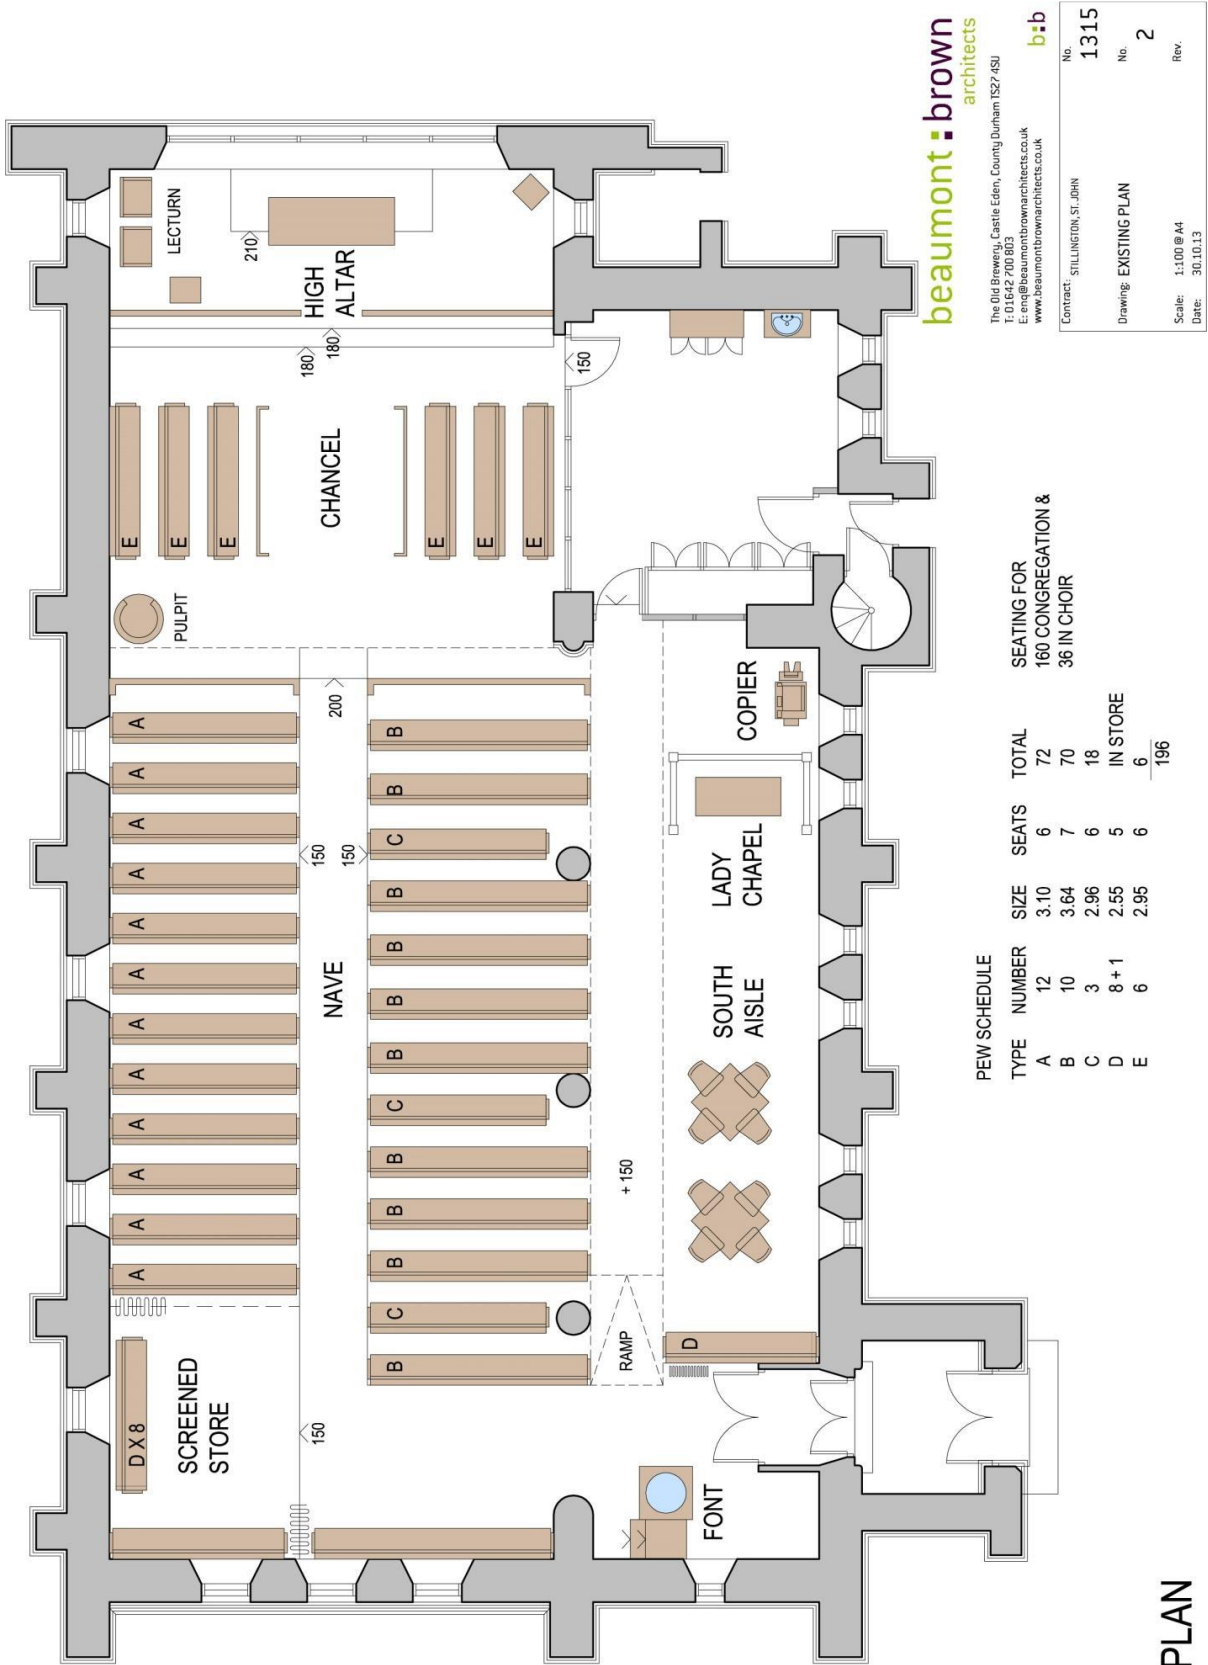 LECTURN
HIGH
ALTAR
210
180
180
CHANCEL
E
E
E
E
E
E
150
PULPIT
200
A
A
A
A
A
A
A
A
A
A
A
A
NAVE
150
150
B
B
C
B
B
B
B
C
B
B
B
C
B
COPIER
LADY
CHAPEL
SOUTH
AISLE
+ 150
RAMP
D
D X 8
SCREENED
STORE
150
FONT
PLAN
PEW SCHEDULE
TYPE NUMBER SIZE SEATS TOTAL
A 12 3.10 6 72
B 10 3.64 7 70
C 3 2.96 6 18
D 8 + 1 2.55 5 IN STORE
E 6 2.95 6 6
196
SEATING FOR
160 CONGREGATION &
36 IN CHOIR
beaumont brown
architects
The Old Brewery, Castle Eden, County Durham TS27 4SU
T: 01642 700 803
E: enq@beaumontbrownarchitects.co.uk
www.beaumontbrownarchitects.co.uk
b:b
Contract: STILLINGTON, ST. JOHN
No. 1315
Drawing: EXISTING PLAN
No. 2
Scale: 1:100 @ A4
Date: 30.10.13
Rev.